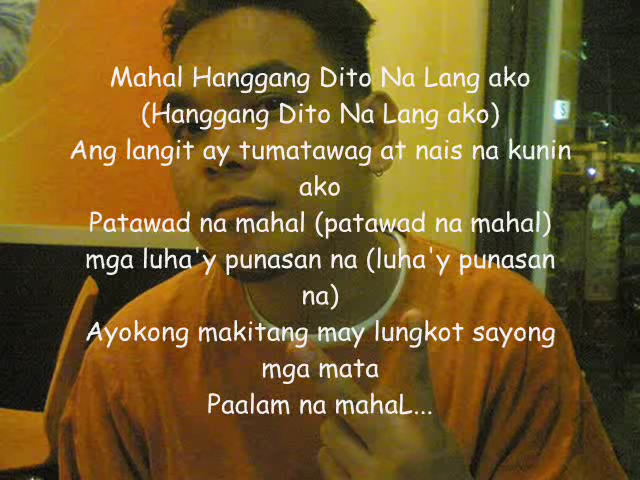 Mahal Hanggang Dito Na Lang ako
(Hanggang Dito Na Lang ako)
Ang langit ay tumatawag at nais na kunin
ako
Patawad na mahal (patawad na mahal)
mga luha'y punasan na (luha'y punasan
na)
Ayokong makitang may lungkot sayong
mga mata
Paalam na mahaL...